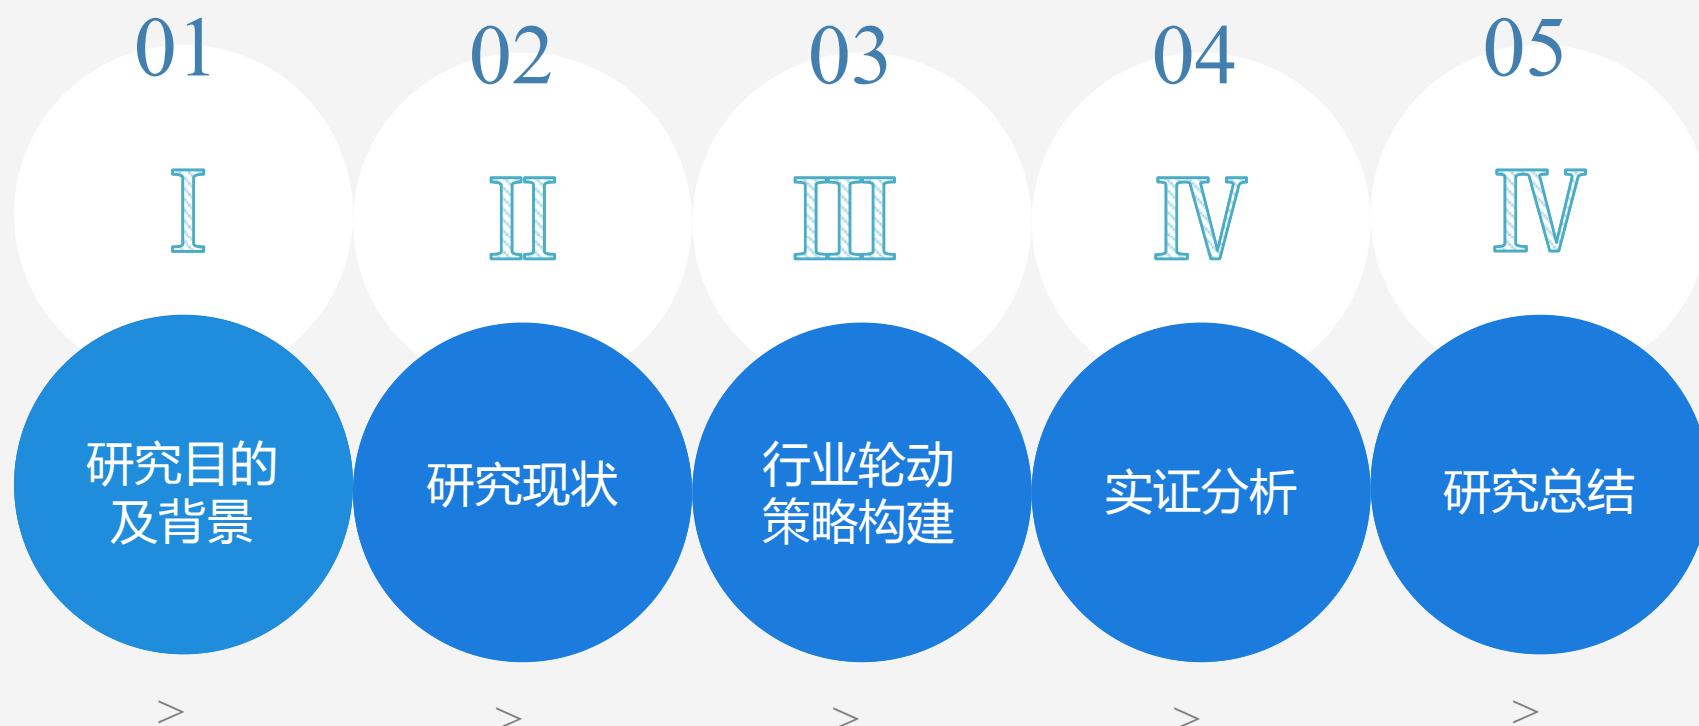 01
I
研究目的
及背景
>
02
II
研究现状
>
03
III
行业轮动
策略构建
>
04
IV
实证分析
>
05
IV
研究总结
>